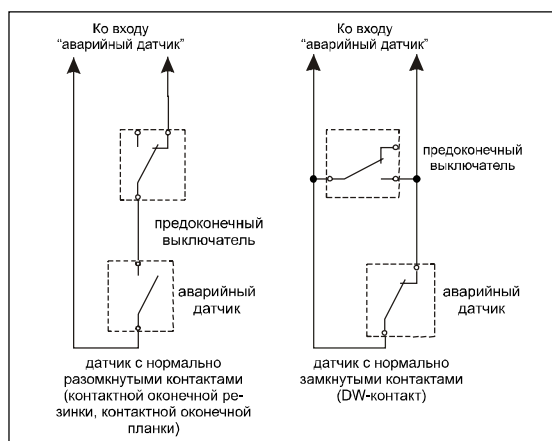 Ко входу
“аварийный датчик”
предоконечный
выключатель
аварийный
датчик
датчик с нормально
разомкнутыми контактами
(контактной оконечной ре-
зинки, контактной оконечной
планки)
Ко входу
“аварийный датчик”
предоконечный
выключатель
аварийный
датчик
датчик с нормально
замкнутыми контактами
(DW-контакт)